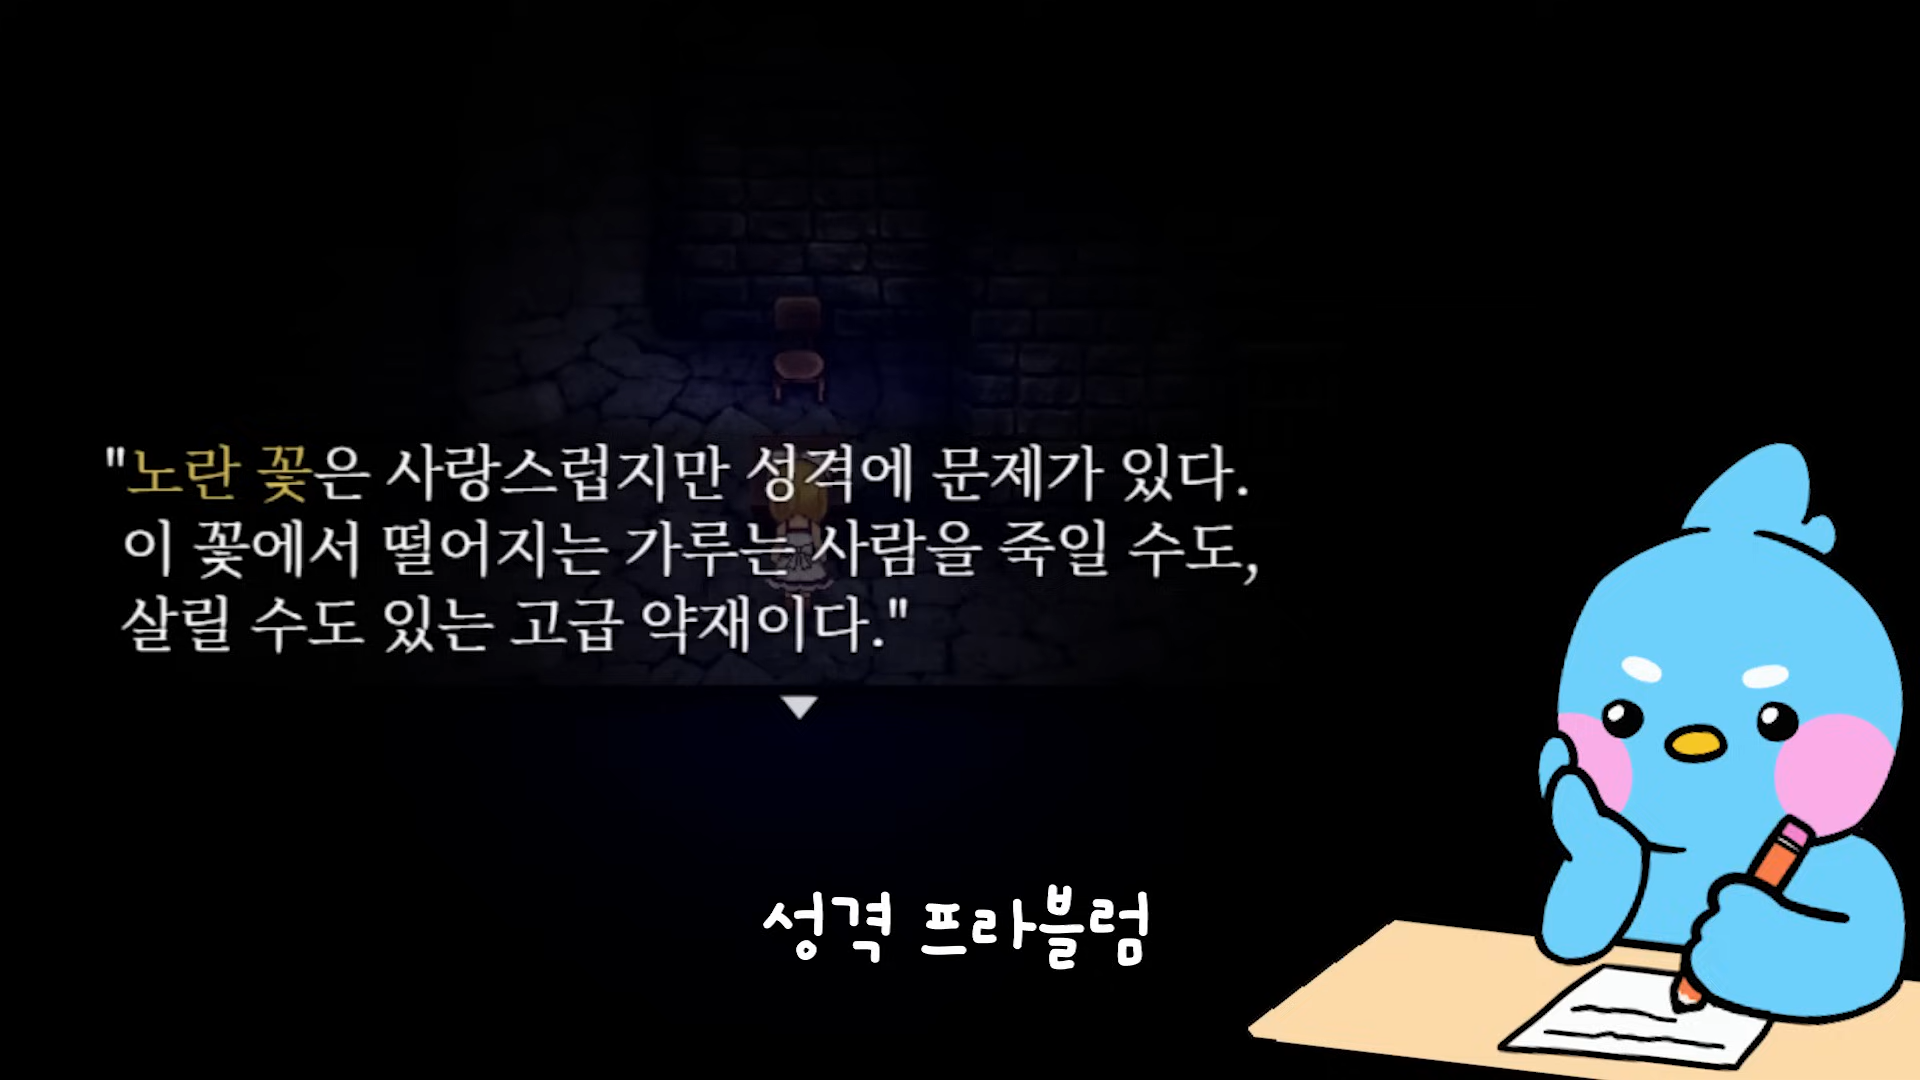 "노란 꽃은 사랑스럽지만 성격에 문제가 있다.
이 꽃에서 떨어지는 가루는 사람을 죽일 수도,
살릴 수도 있는 고급 약재이다."
성격 프라블럼